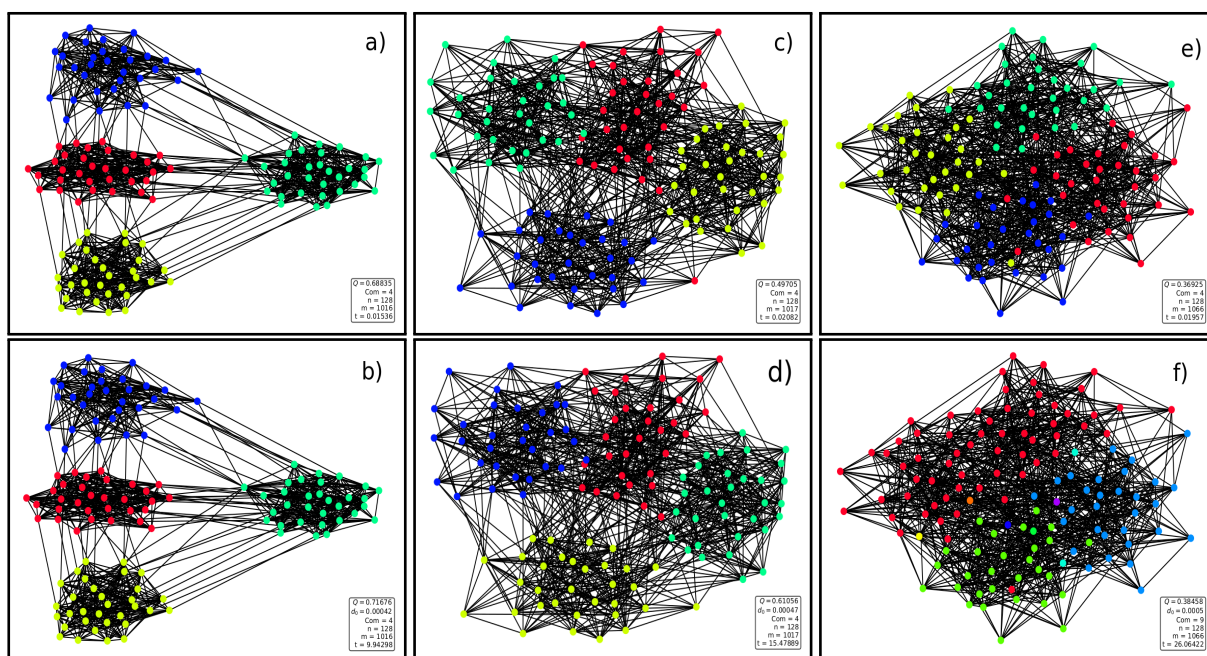 a)
Q = 0.68835
Com = 4
n = 128
m = 1016
t = 0.01536
c)
Q = 0.49705
Com = 4
n = 128
m = 1017
t = 0.02082
e)
Q = 0.36925
Com = 4
n = 128
m = 1066
t = 0.01957
b)
Q = 0.71676
d₀ = 0.00042
Com = 4
n = 128
m = 1016
t = 9.94298
d)
Q = 0.61056
d₀ = 0.00047
Com = 4
n = 128
m = 1017
t = 15.47889
f)
Q = 0.38458
d₀ = 0.0005
Com = 9
n = 128
m = 1066
t = 26.06422